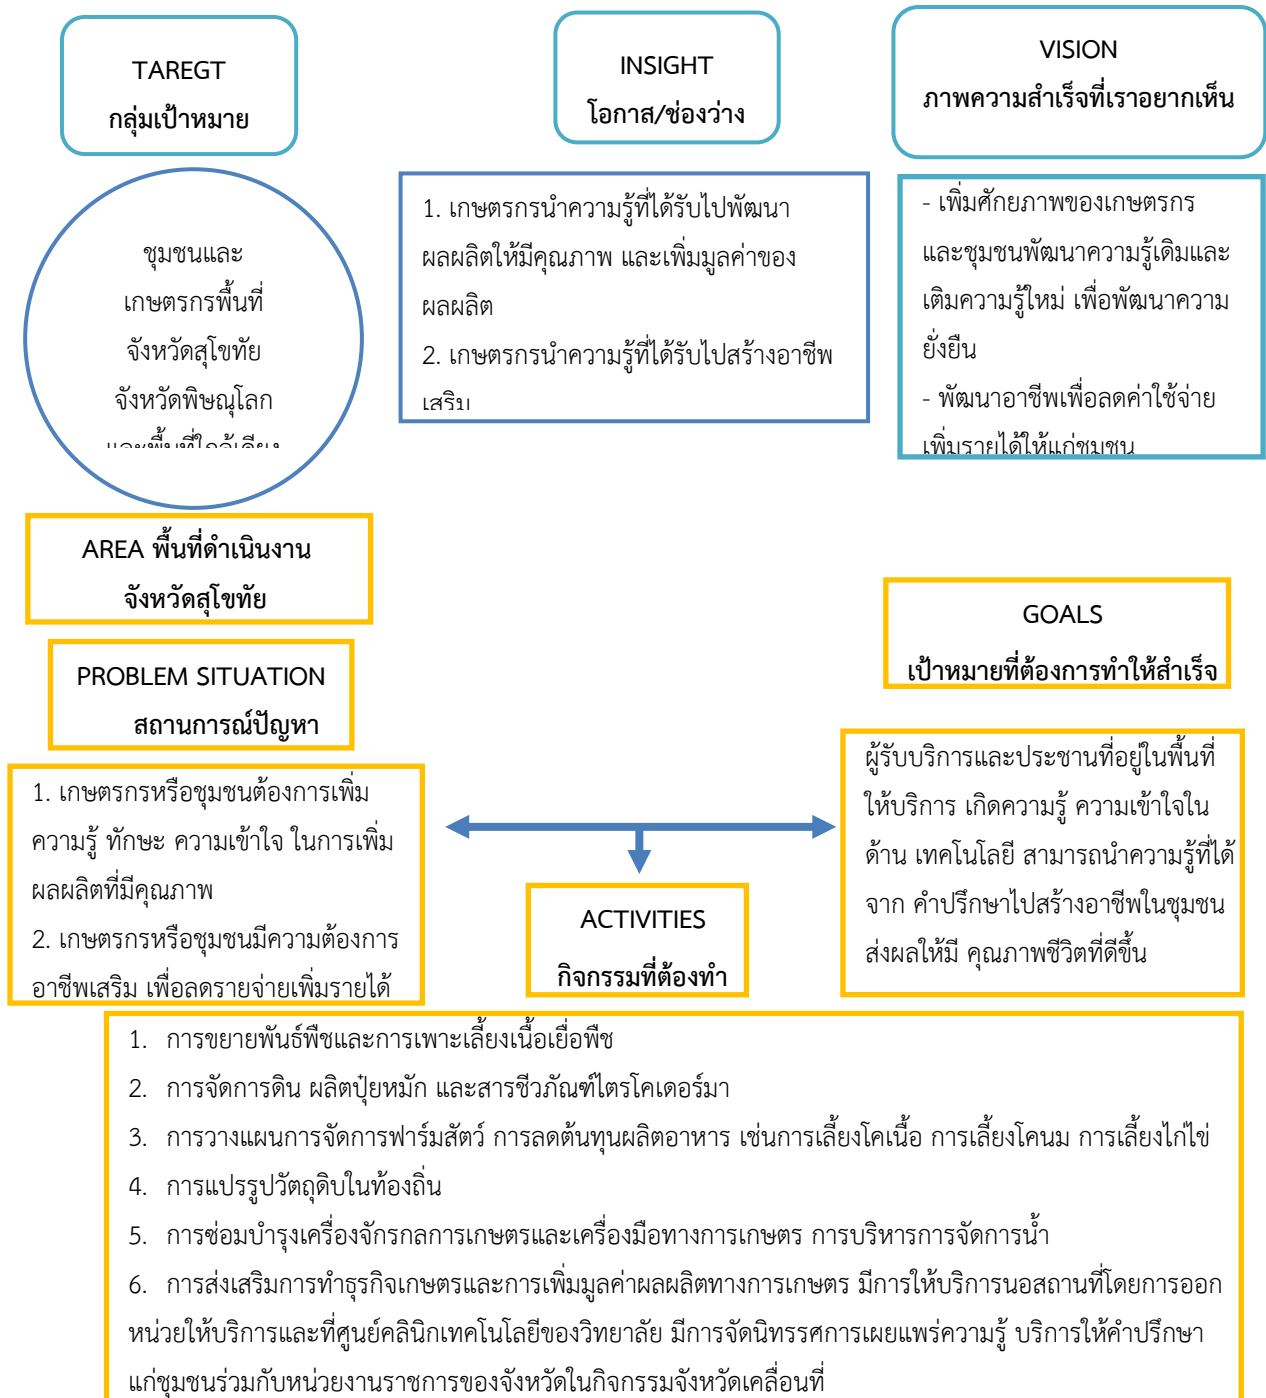 TAREGT
กลุ่มเป้าหมาย
INSIGHT
โอกาส/ช่องว่าง
VISION
ภาพความสำเร็จที่เราอยากเห็น
ชุมชนและ
เกษตรกรพื้นที่
จังหวัดสุโขทัย
จังหวัดพิษณุโลก
และพื้นที่ใกล้เคียง
1. เกษตรกรนำความรู้ที่ได้รับไปพัฒนา
ผลผลิตให้มีคุณภาพ และเพิ่มมูลค่าของ
ผลผลิต
2. เกษตรกรนำความรู้ที่ได้รับไปสร้างอาชีพ
เสริม
- เพิ่มศักยภาพของเกษตรกร
และชุมชนพัฒนาความรู้เดิมและ
เติมความรู้ใหม่ เพื่อพัฒนาความ
ยั่งยืน
- พัฒนาอาชีพเพื่อลดค่าใช้จ่าย
เพิ่มรายได้ให้แก่ชุมชน
AREA พื้นที่ดำเนินงาน
จังหวัดสุโขทัย
GOALS
เป้าหมายที่ต้องการทำให้สำเร็จ
PROBLEM SITUATION
สถานการณ์ปัญหา
1. เกษตรกรหรือชุมชนต้องการเพิ่ม
ความรู้ ทักษะ ความเข้าใจ ในการเพิ่ม
ผลผลิตที่มีคุณภาพ
2. เกษตรกรหรือชุมชนมีความต้องการ
อาชีพเสริม เพื่อลดรายจ่ายเพิ่มรายได้
ผู้รับบริการและประชานที่อยู่ในพื้นที่
ให้บริการ เกิดความรู้ ความเข้าใจใน
ด้าน เทคโนโลยี สามารถนำความรู้ที่ได้
จาก คำปรึกษาไปสร้างอาชีพในชุมชน
ส่งผลให้มี คุณภาพชีวิตที่ดีขึ้น
ACTIVITIES
กิจกรรมที่ต้องทำ
1. การขยายพันธ์พืชและการเพาะเลี้ยงเนื้อเยื่อพืช
2. การจัดการดิน ผลิตปุ๋ยหมัก และสารชีวภัณฑ์ไตรโคเดอร์มา
3. การวางแผนการจัดการฟาร์มสัตว์ การลดต้นทุนผลิตอาหาร เช่นการเลี้ยงโคเนื้อ การเลี้ยงโคนม การเลี้ยงไก่ไข่
4. การแปรรูปวัตถุดิบในท้องถิ่น
5. การซ่อมบำรุงเครื่องจักรกลการเกษตรและเครื่องมือทางการเกษตร การบริหารการจัดการน้ำ
6. การส่งเสริมการทำธุรกิจเกษตรและการเพิ่มมูลค่าผลผลิตทางการเกษตร มีการให้บริการนอสถานที่โดยการออก
หน่วยให้บริการและที่ศูนย์คลินิกเทคโนโลยีของวิทยาลัย มีการจัดนิทรรศการเผยแพร่ความรู้ บริการให้คำปรึกษา
แก่ชุมชนร่วมกับหน่วยงานราชการของจังหวัดในกิจกรรมจังหวัดเคลื่อนที่